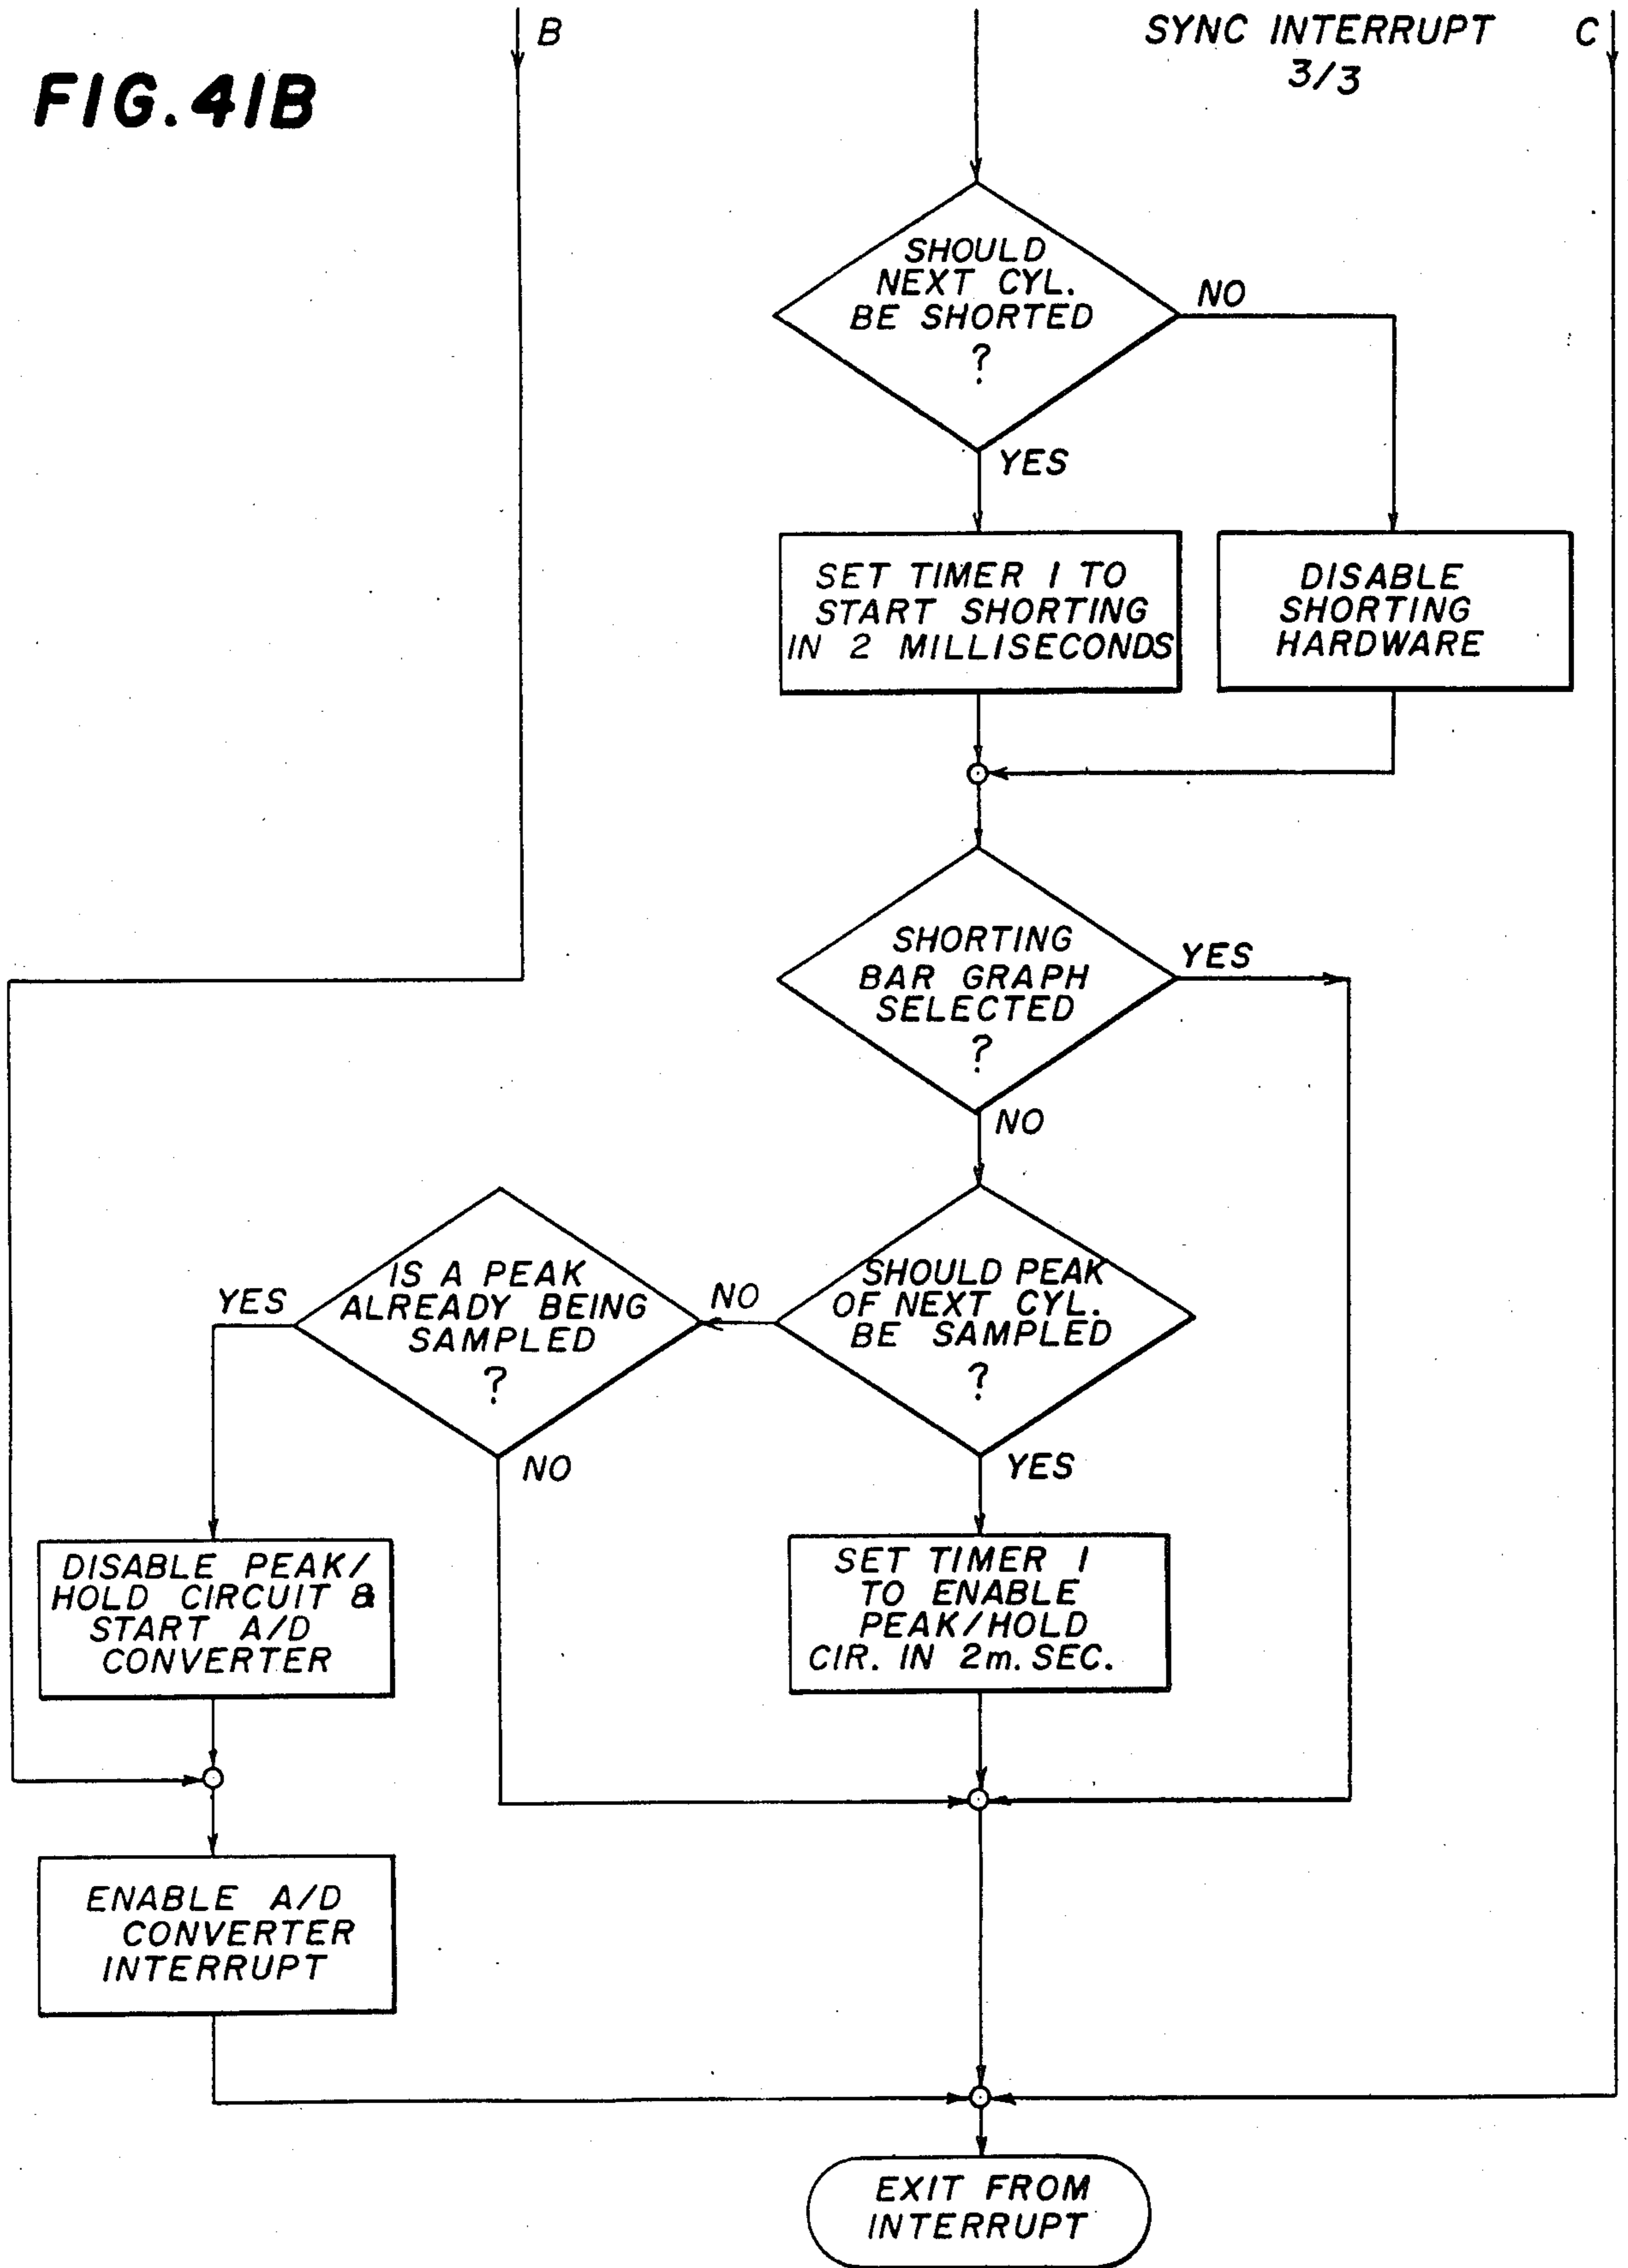 B
SYNC INTERRUPT
3/3
C
FIG. 41B
SHOULD
NEXT CYL.
BE SHORTED
?
NO
YES
SET TIMER 1 TO
START SHORTING
IN 2 MILLISECONDS
DISABLE
SHORTING
HARDWARE
SHORTING
BAR GRAPH
SELECTED
?
YES
NO
SHOULD PEAK
OF NEXT CYL.
BE SAMPLED
?
NO
YES
IS A PEAK
ALREADY BEING
SAMPLED
?
YES
NO
DISABLE PEAK/
HOLD CIRCUIT &
START A/D
CONVERTER
SET TIMER 1
TO ENABLE
PEAK/HOLD
CIR. IN 2m. SEC.
ENABLE A/D
CONVERTER
INTERRUPT
EXIT FROM
INTERRUPT